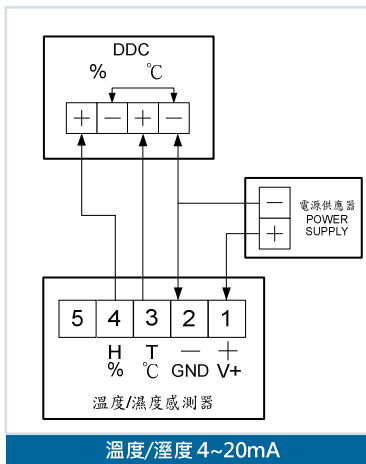 DDC
% ℃
+ − + −
− 電源供應器
+ POWER
SUPPLY
5 4 3 2 1
H T − +
% ℃ GND V+
溫度/濕度感測器
溫度/溼度 4~20mA